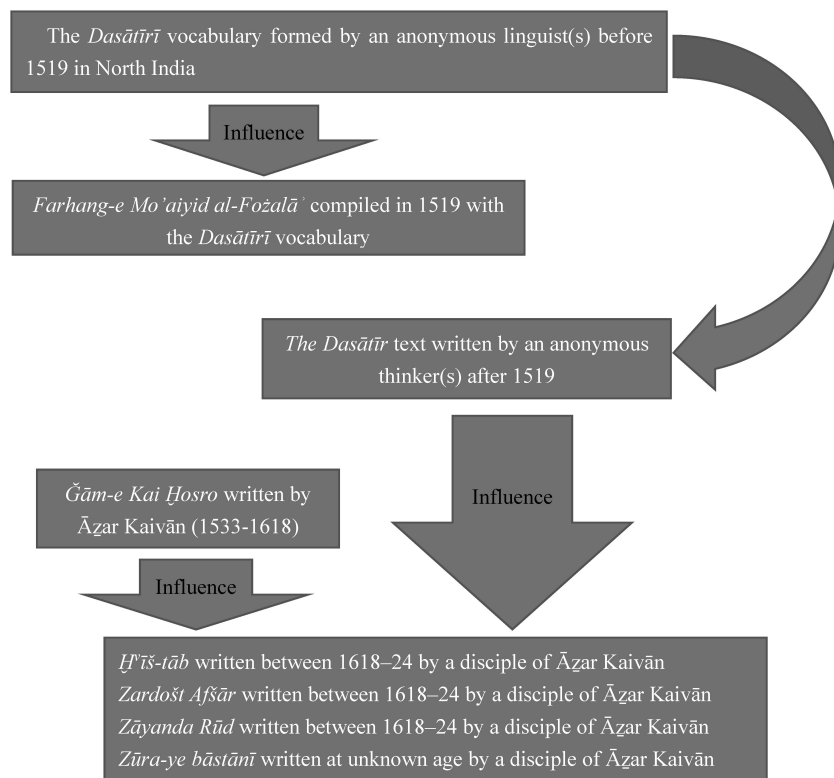 The Dasātīrī vocabulary formed by an anonymous linguist(s) before
1519 in North India
Influence
Farhang-e Mo’aiyid al-Fożalāʾ compiled in 1519 with
the Dasātīrī vocabulary
The Dasātīr text written by an anonymous
thinker(s) after 1519
Influence
Ǧām-e Kai Ḫosro written by
Āẕar Kaivān (1533-1618)
Influence
Ḫᵛīš-tāb written between 1618–24 by a disciple of Āẕar Kaivān
Zardošt Afšār written between 1618–24 by a disciple of Āẕar Kaivān
Zāyanda Rūd written between 1618–24 by a disciple of Āẕar Kaivān
Zūra-ye bāstānī written at unknown age by a disciple of Āẕar Kaivān